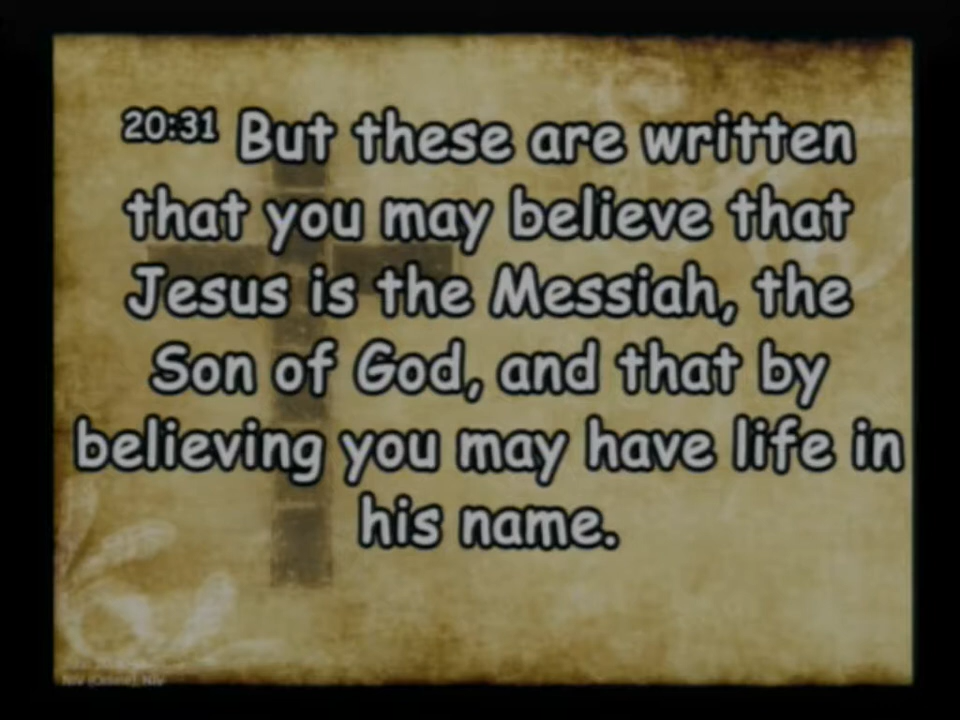 20:31 But these are written
that you may believe that
Jesus is the Messiah, the
Son of God, and that by
believing you may have life in
his name.